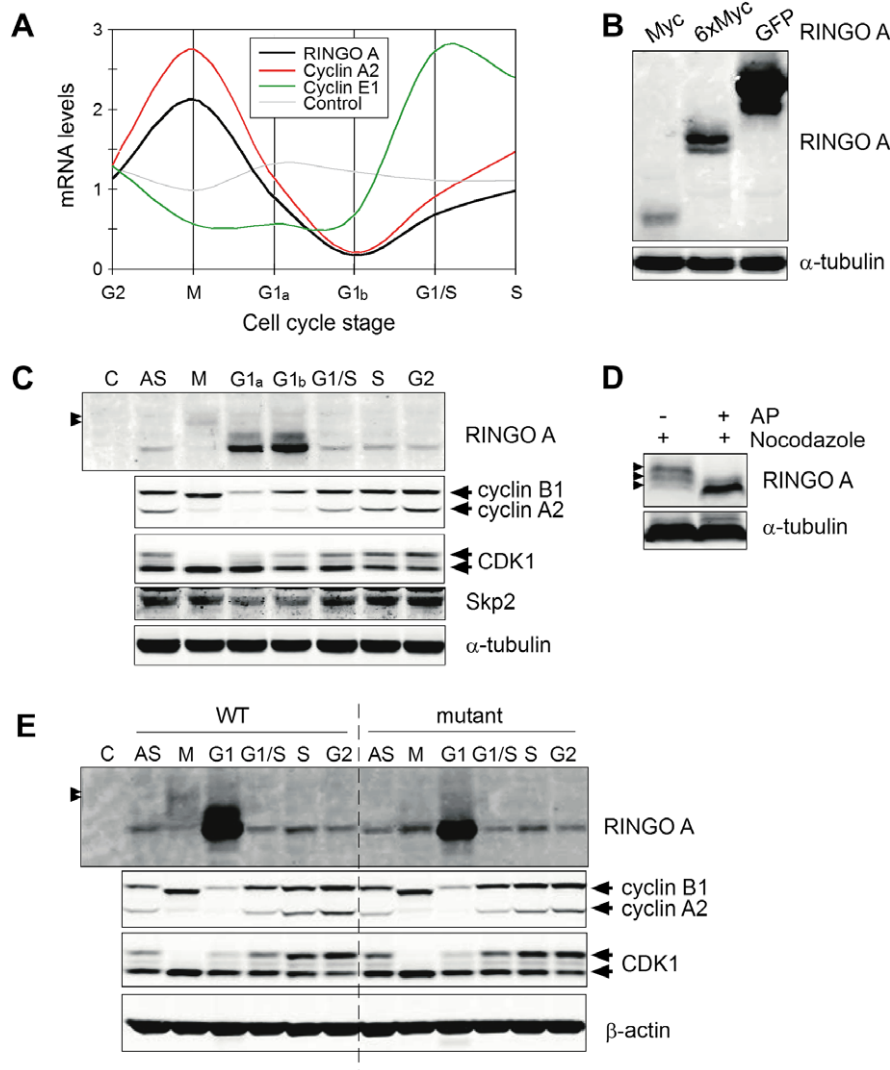 A
3
2
1
0
mRNA levels
RINGO A
Cyclin A2
Cyclin E1
Control
G2 M G1a G1b G1/S S
Cell cycle stage
B
Myc 6xMyc GFP RINGO A
RINGO A
α-tubulin
C
C AS M G1a G1b G1/S S G2
RINGO A
cyclin B1
cyclin A2
CDK1
Skp2
α-tubulin
D
- + AP
+ + Nocodazole
RINGO A
α-tubulin
E
WT mutant
C AS M G1 G1/S S G2 AS M G1 G1/S S G2
RINGO A
cyclin B1
cyclin A2
CDK1
β-actin